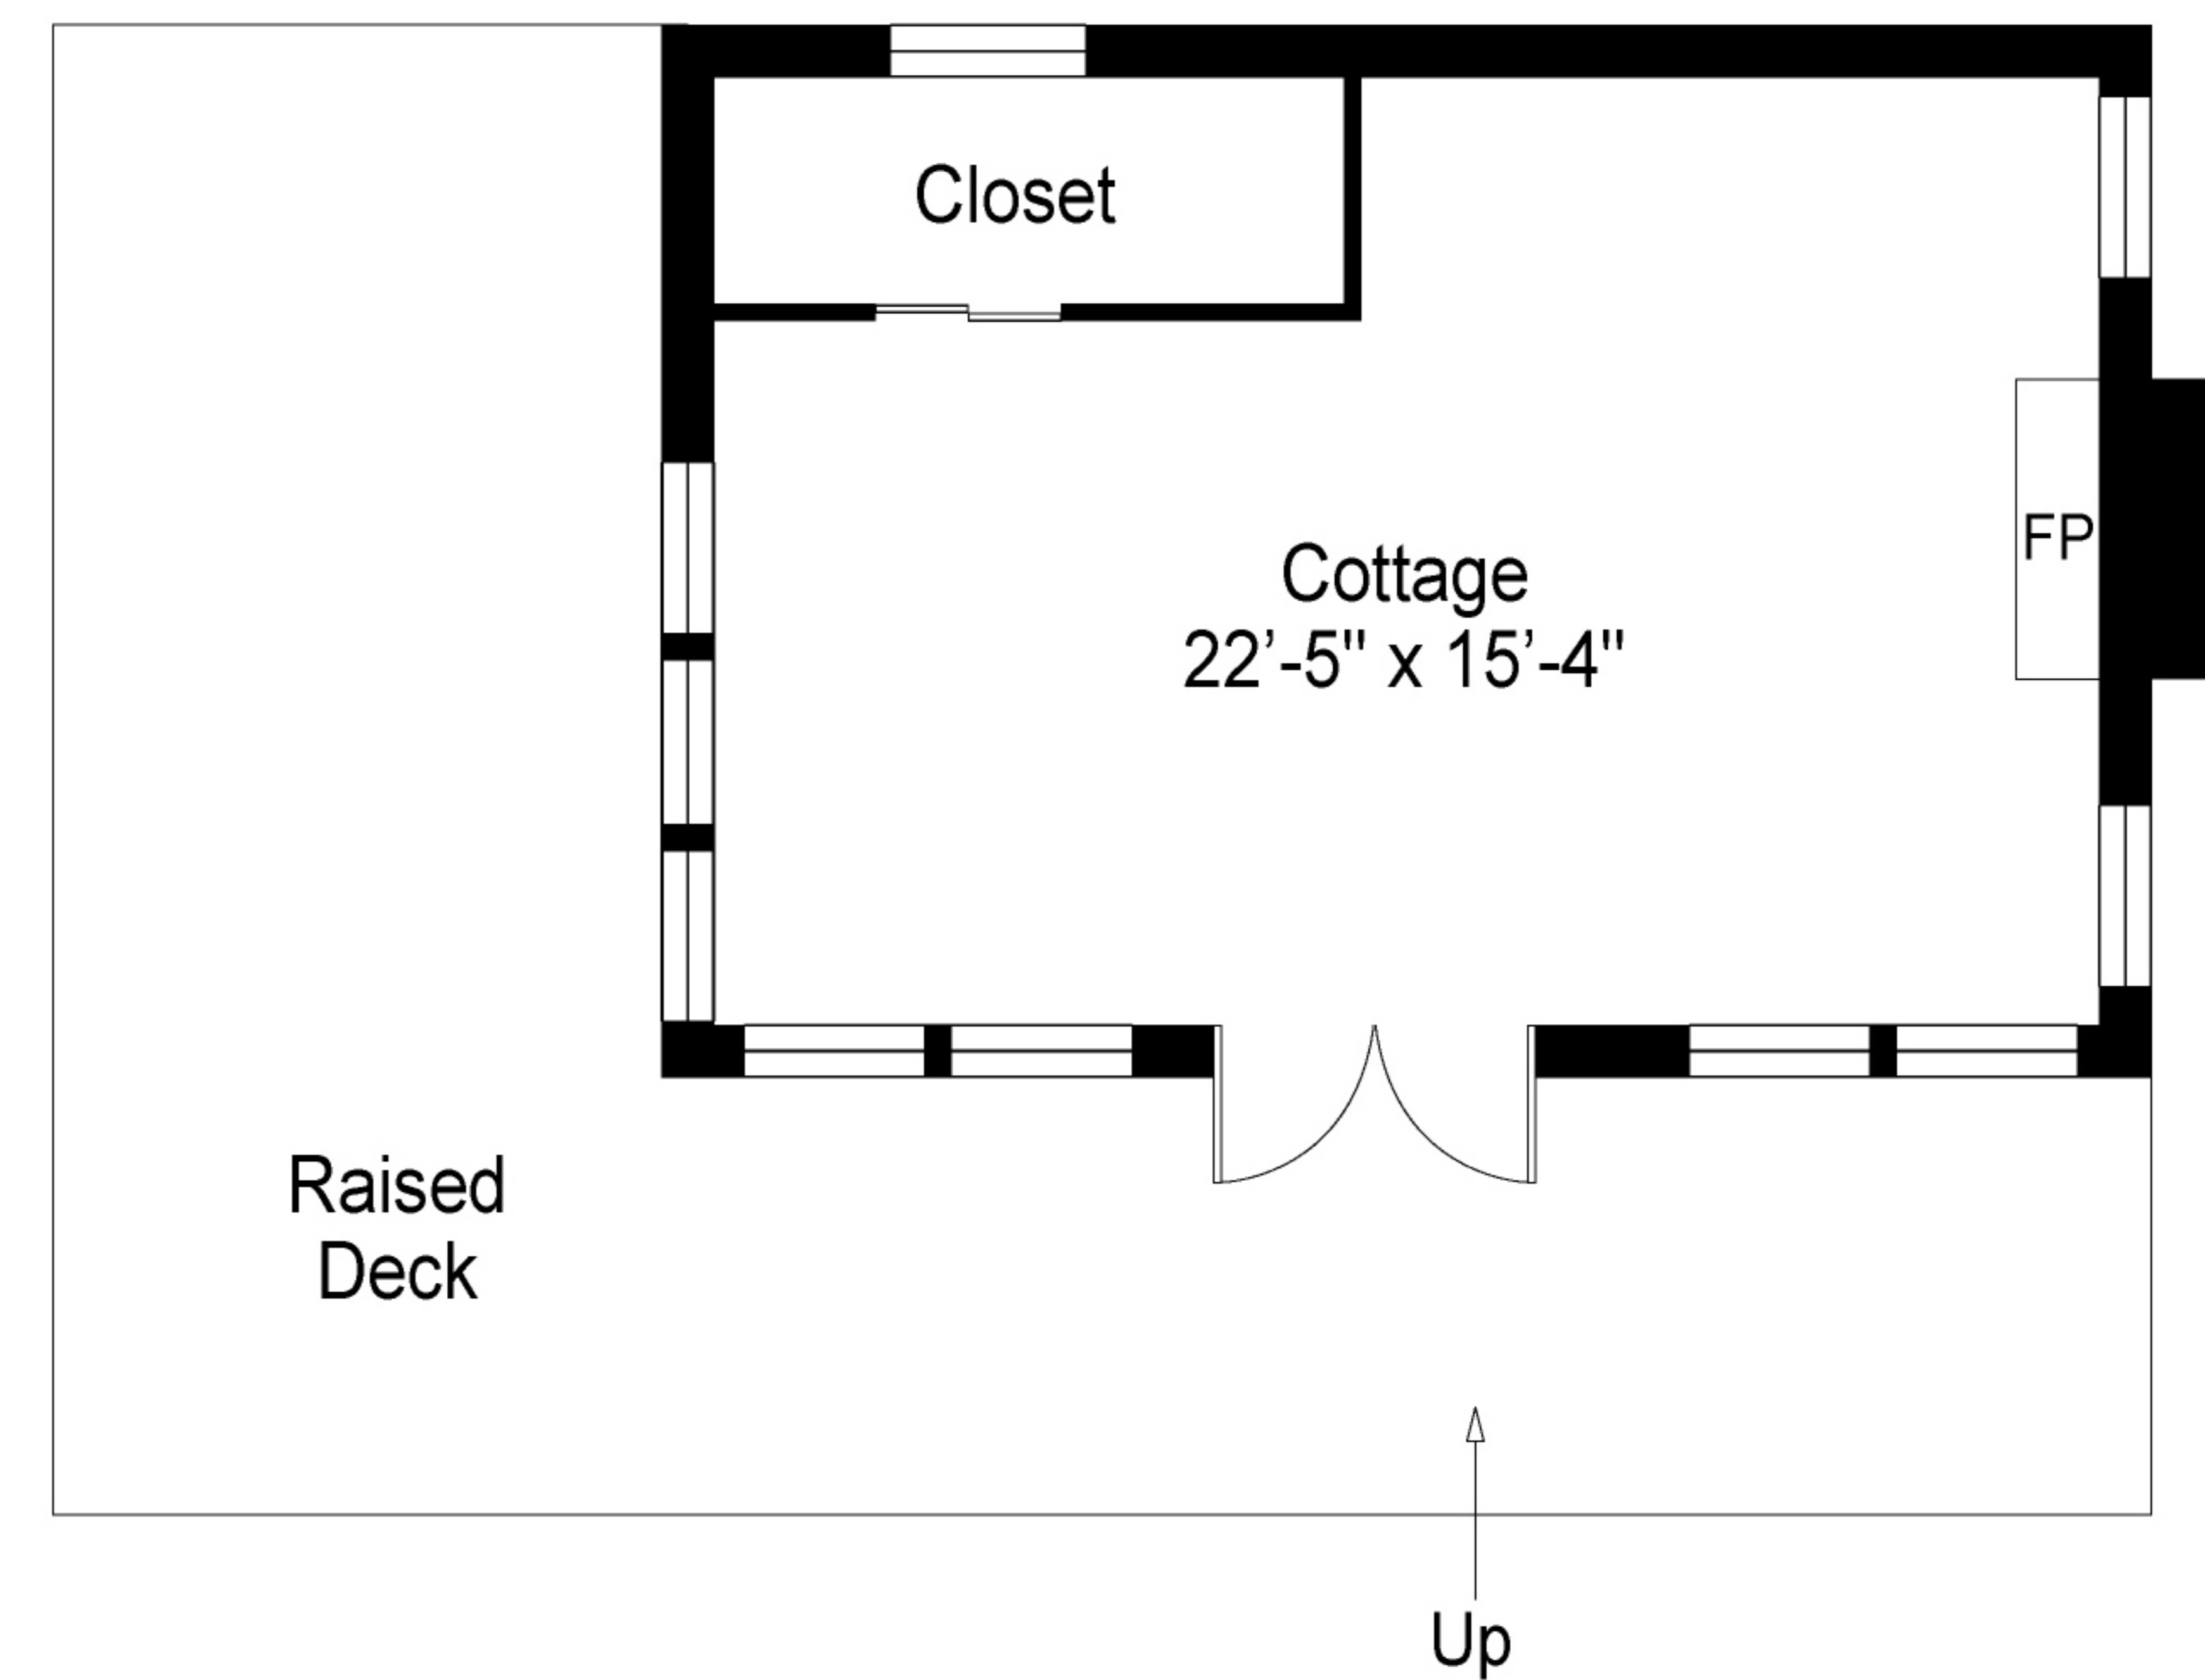 Closet
FP
Cottage
22’-5" x 15’-4"
Raised
Deck
Up